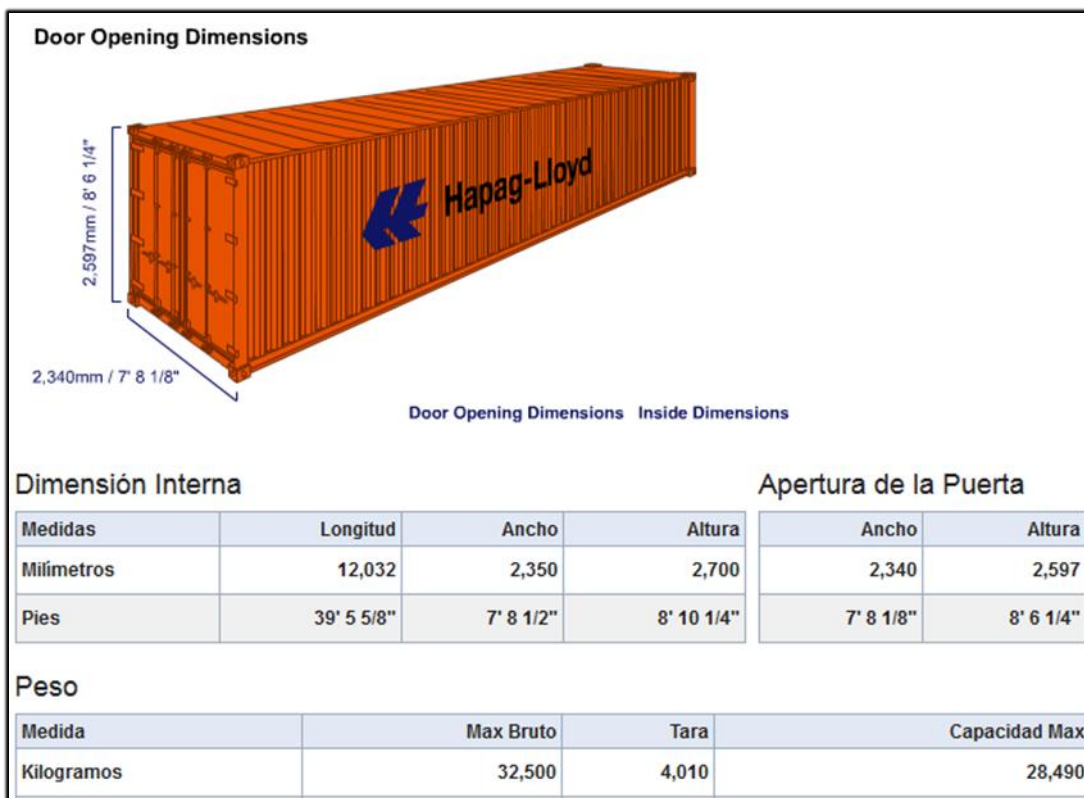 Door Opening Dimensions
2,597mm / 8' 6 1/4"
Hapag-Lloyd
2,340mm / 7' 8 1/8"
Door Opening Dimensions Inside Dimensions
Dimensión Interna
Medidas Longitud Ancho Altura
Milímetros 12,032 2,350 2,700
Pies 39' 5 5/8" 7' 8 1/2" 8' 10 1/4"
Apertura de la Puerta
Ancho Altura
2,340 2,597
7' 8 1/8" 8' 6 1/4"
Peso
Medida Max Bruto Tara Capacidad Max
Kilogramos 32,500 4,010 28,490